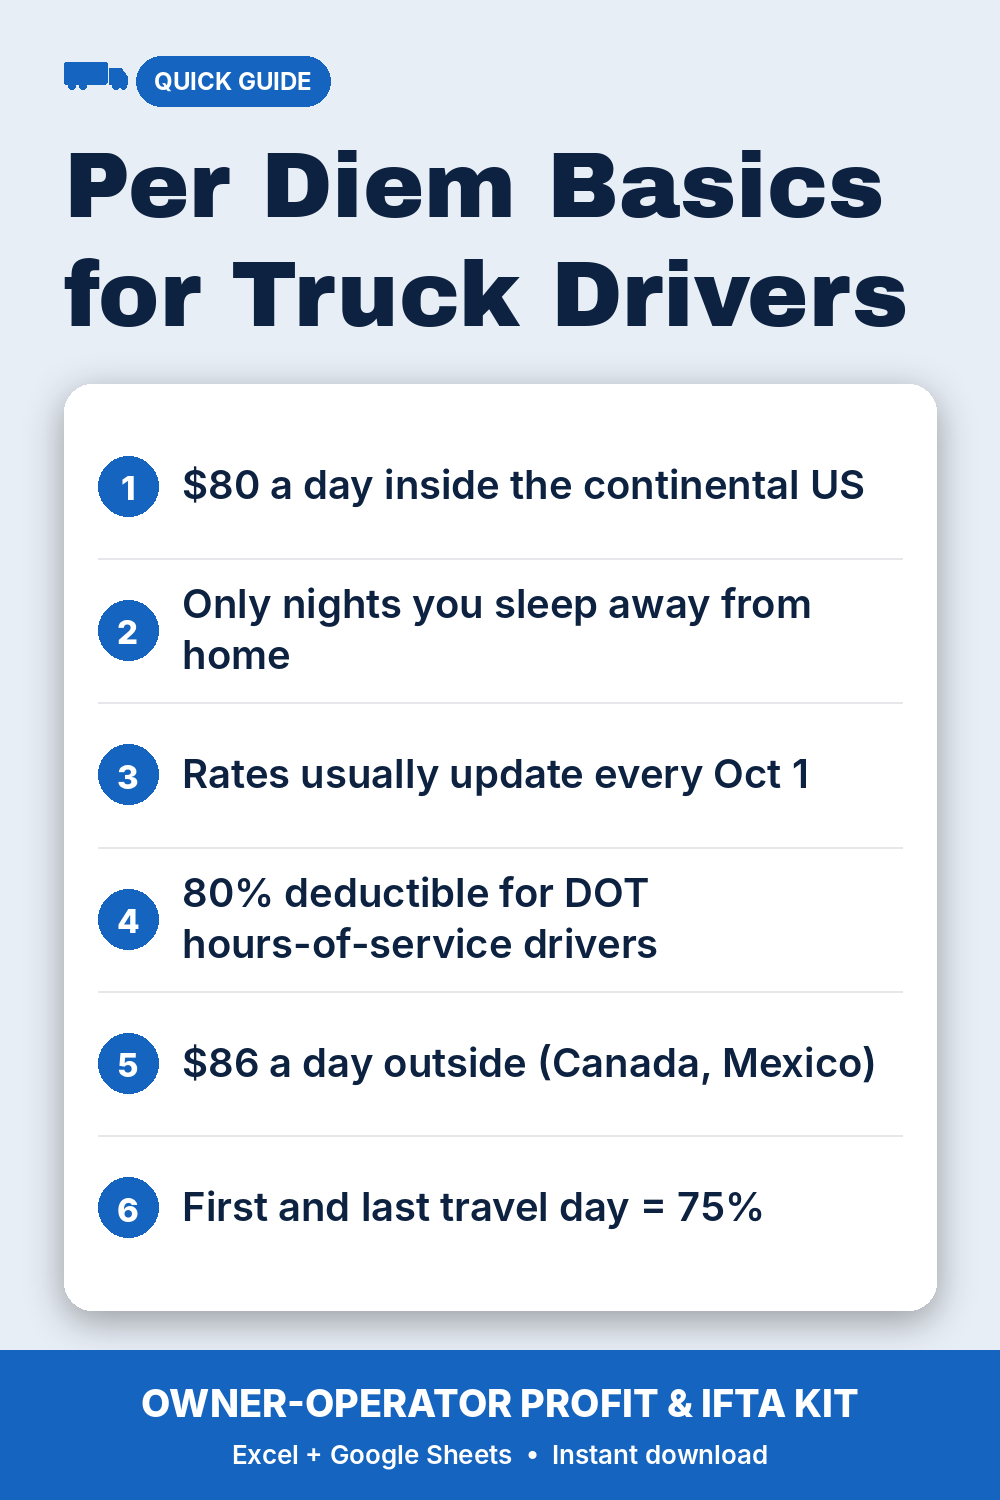 QUICK GUIDE
Per Diem Basics
for Truck Drivers
1 $80 a day inside the continental US
2 Only nights you sleep away from
home
3 Rates usually update every Oct 1
4 80% deductible for DOT
hours-of-service drivers
5 $86 a day outside (Canada, Mexico)
6 First and last travel day = 75%
OWNER-OPERATOR PROFIT & IFTA KIT
Excel + Google Sheets • Instant download